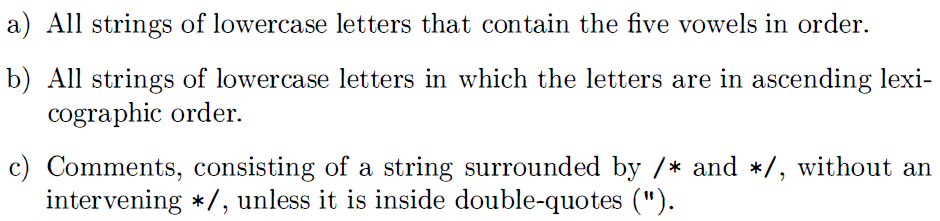 a) All strings of lowercase letters that contain the five vowels in order.
b) All strings of lowercase letters in which the letters are in ascending lexi-
cographic order.
c) Comments, consisting of a string surrounded by /* and */, without an
intervening */, unless it is inside double-quotes (").